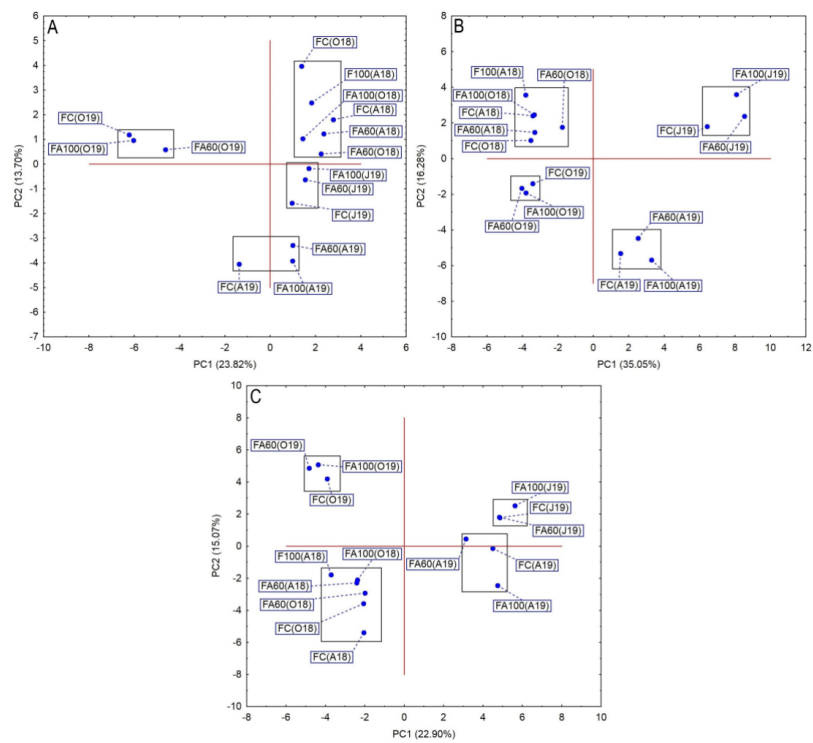 A
6
5
4
3
2
1
0
-1
-2
-3
-4
-5
-6
-7
PC2 (13.70%)
FC(O18)
F100(A18)
FA100(O18)
FC(A18)
FA60(A18)
FA60(O18)
FC(O19)
FA100(O19)
FA60(O19)
FA100(J19)
FA60(J19)
FC(J19)
FA60(A19)
FC(A19)
FA100(A19)
-10 -8 -6 -4 -2 0 2 4 6
PC1 (23.82%)
B
8
6
4
2
0
-2
-4
-6
-8
-10
PC2 (16.28%)
F100(A18)
FA60(O18)
FA100(O18)
FC(A18)
FA60(A18)
FC(O18)
FA100(J19)
FC(J19)
FA60(J19)
FC(O19)
FA100(O19)
FA60(O19)
FA60(A19)
FC(A19)
FA100(A19)
-8 -6 -4 -2 0 2 4 6 8 10 12
PC1 (35.05%)
C
10
8
6
4
2
0
-2
-4
-6
-8
-10
PC2 (15.07%)
FA60(O19)
FA100(O19)
FC(O19)
FA100(J19)
FC(J19)
FA60(J19)
F100(A18)
FA100(O18)
FA60(A18)
FA60(O18)
FC(O18)
FC(A18)
FA60(A19)
FC(A19)
FA100(A19)
-8 -6 -4 -2 0 2 4 6 8 10
PC1 (22.90%)